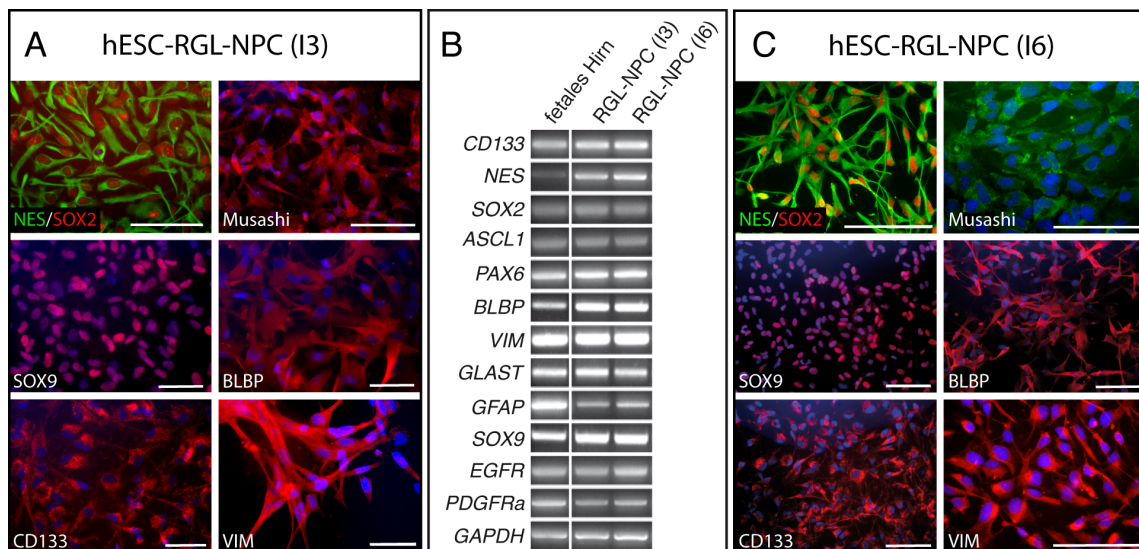 A
hESC-RGL-NPC (I3)
NES/SOX2
Musashi
SOX9
BLBP
CD133
VIM
B
fetales Hirn
RGL-NPC (I3)
RGL-NPC (I6)
CD133
NES
SOX2
ASCL1
PAX6
BLBP
VIM
GLAST
GFAP
SOX9
EGFR
PDGFRa
GAPDH
C
hESC-RGL-NPC (I6)
NES/SOX2
Musashi
SOX9
BLBP
CD133
VIM